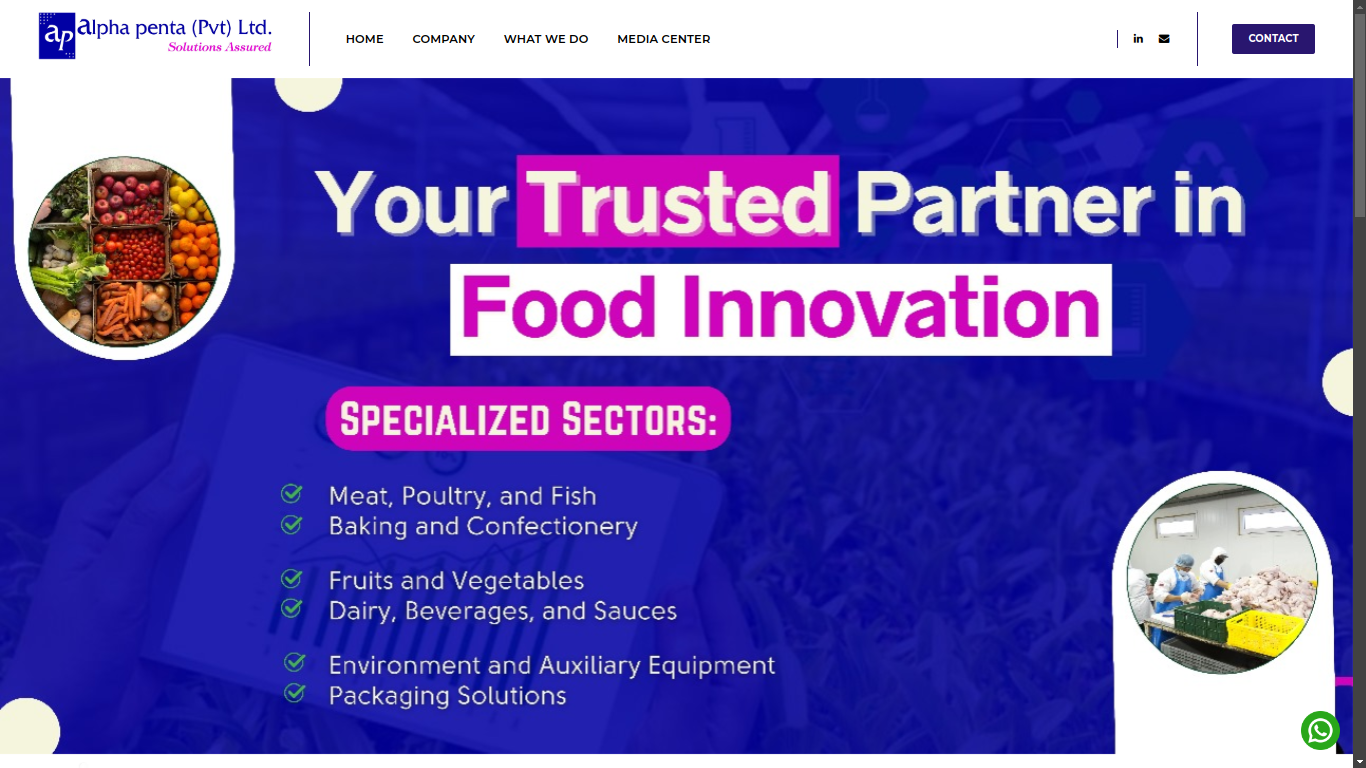 ap alpha penta (Pvt) Ltd.
Solutions Assured
HOME COMPANY WHAT WE DO MEDIA CENTER
in
CONTACT
Your Trusted Partner in
Food Innovation
SPECIALIZED SECTORS:
Meat, Poultry, and Fish
Baking and Confectionery
Fruits and Vegetables
Dairy, Beverages, and Sauces
Environment and Auxiliary Equipment
Packaging Solutions